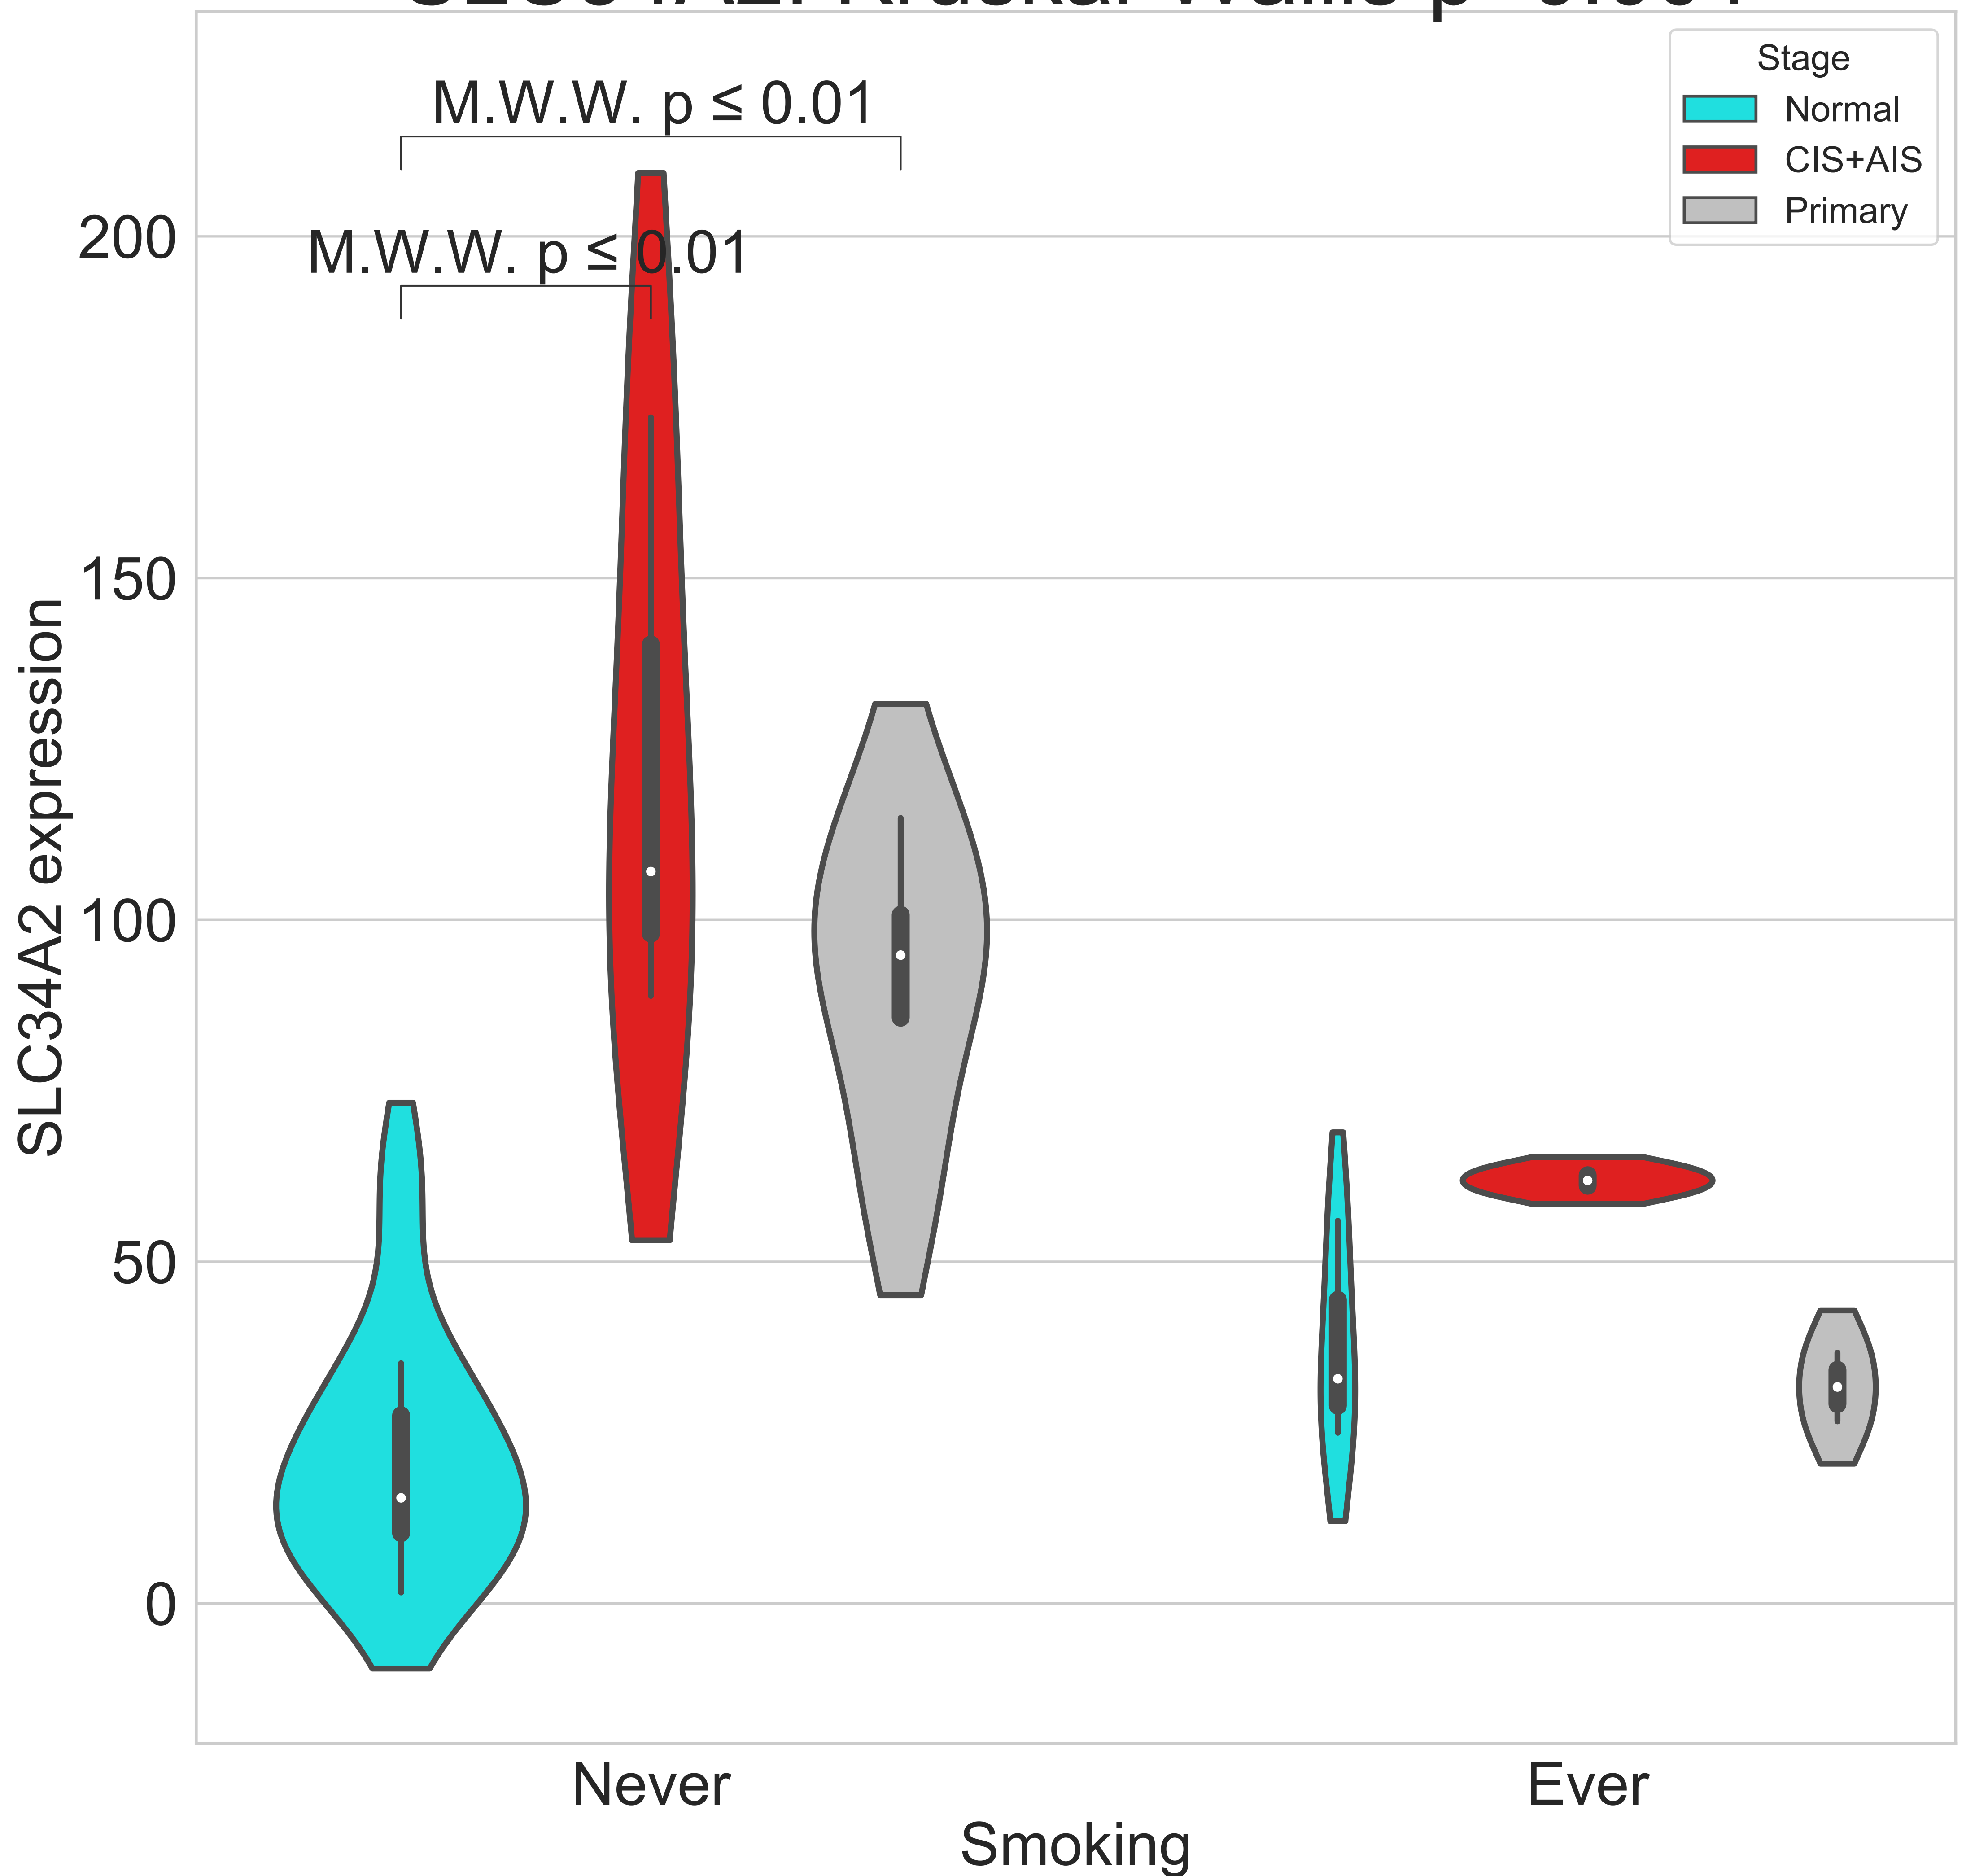 Stage
Normal
CIS+AIS
Primary
M.W.W. p ≤ 0.01
M.W.W. p ≤ 0.01
200
150
100
50
0
SLC34A2 expression
Never
Ever
Smoking